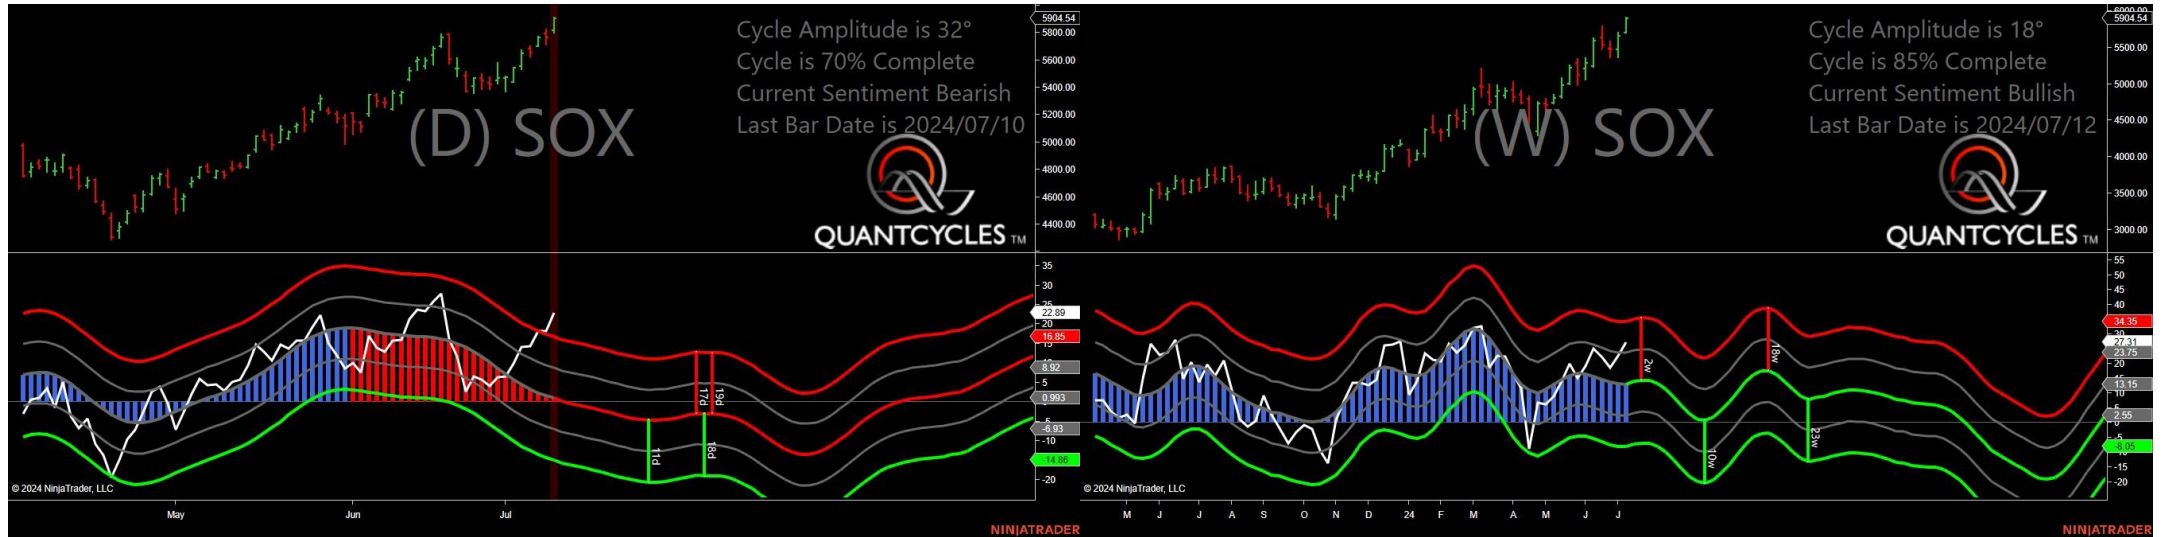 Cycle Amplitude is 32°
Cycle is 70% Complete
Current Sentiment Bearish
Last Bar Date is 2024/07/10
(D) SOX
QUANTCYCLES TM
5904.54
5800.00
5600.00
5400.00
5200.00
5000.00
4800.00
4600.00
4400.00
35
30
22.89
20
16.85
8.92
5
0.993
-5
-6.93
-10
-14.86
-20
11d
17d
18d
19d
© 2024 NinjaTrader, LLC
May
Jun
Jul
NINJATRADER
Cycle Amplitude is 18°
Cycle is 85% Complete
Current Sentiment Bullish
Last Bar Date is 2024/07/12
(W) SOX
QUANTCYCLES TM
6000.00
5904.54
5500.00
5000.00
4500.00
4000.00
3500.00
3000.00
55
50
45
40
34.35
27.31
23.75
20
13.15
2.55
-8.05
-15
-20
2w
10w
18w
23w
© 2024 NinjaTrader, LLC
M J J A S O N D 24 F M A M J J
NINJATRADER